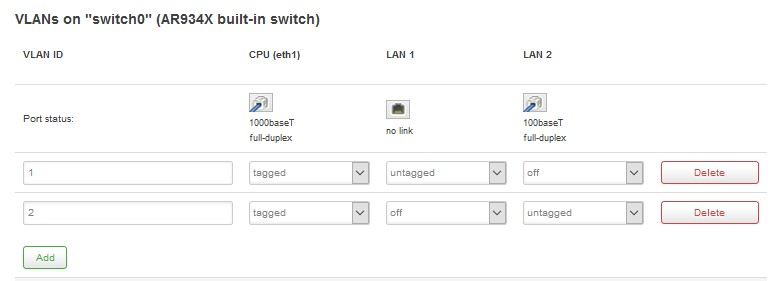 VLANs on "switch0" (AR934X built-in switch)
VLAN ID CPU (eth1) LAN 1 LAN 2
Port status:
1000baseT
full-duplex
no link
100baseT
full-duplex
1 tagged untagged off Delete
2 tagged off untagged Delete
Add